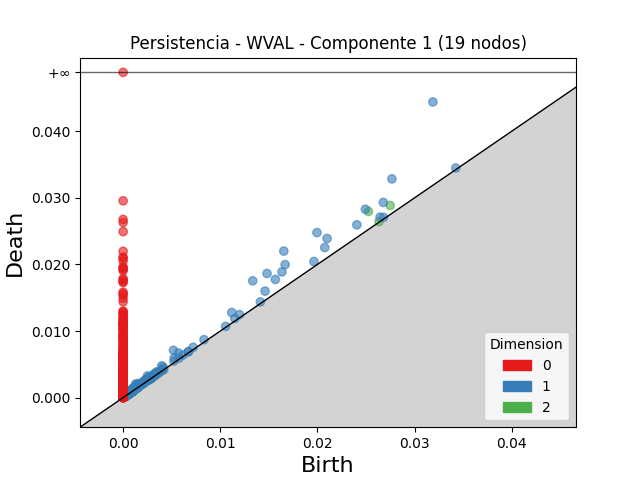 Persistencia - WVAL - Componente 1 (19 nodos)
+∞
0.040
0.030
0.020
0.010
0.000
Death
0.00 0.01 0.02 0.03 0.04
Birth
Dimension
0
1
2